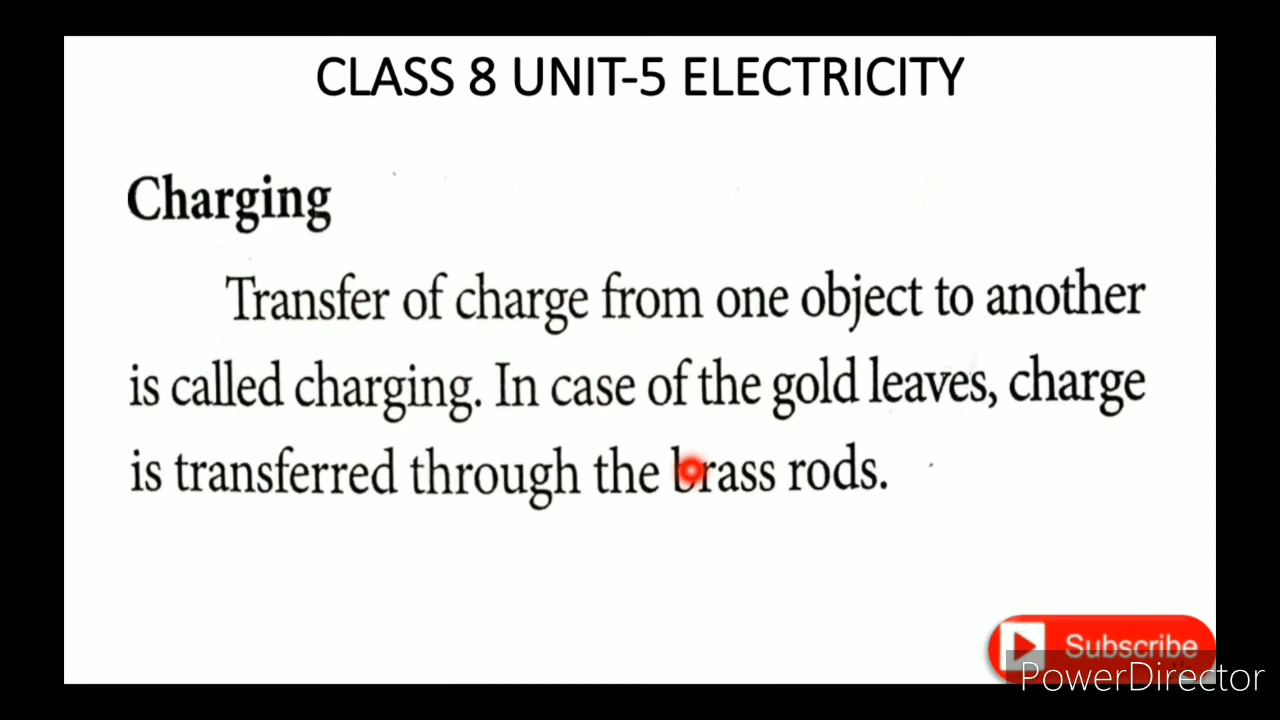 CLASS 8 UNIT-5 ELECTRICITY
Charging
Transfer of charge from one object to another
is called charging. In case of the gold leaves, charge
is transferred through the brass rods.
Subscribe
PowerDirector